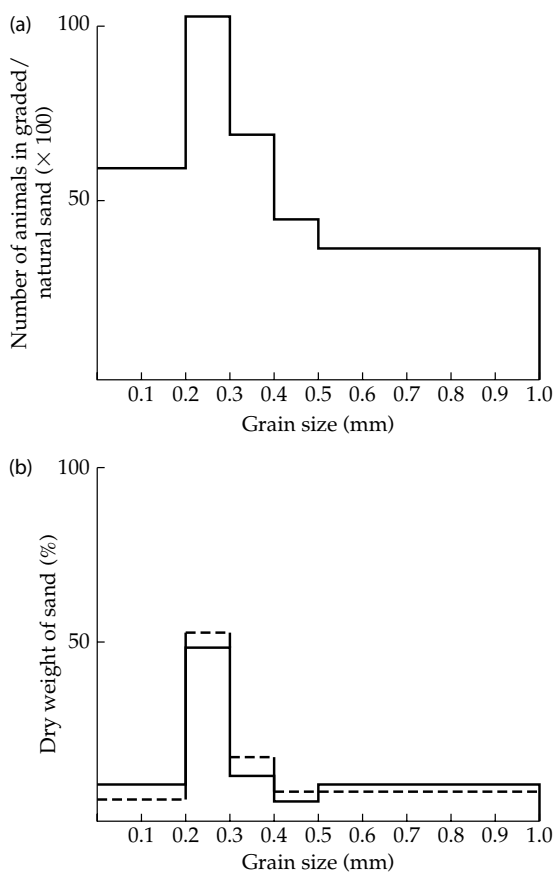 (a)
100
50
Number of animals in graded/
natural sand (× 100)
0.1 0.2 0.3 0.4 0.5 0.6 0.7 0.8 0.9 1.0
Grain size (mm)
(b)
100
50
Dry weight of sand (%)
0.1 0.2 0.3 0.4 0.5 0.6 0.7 0.8 0.9 1.0
Grain size (mm)